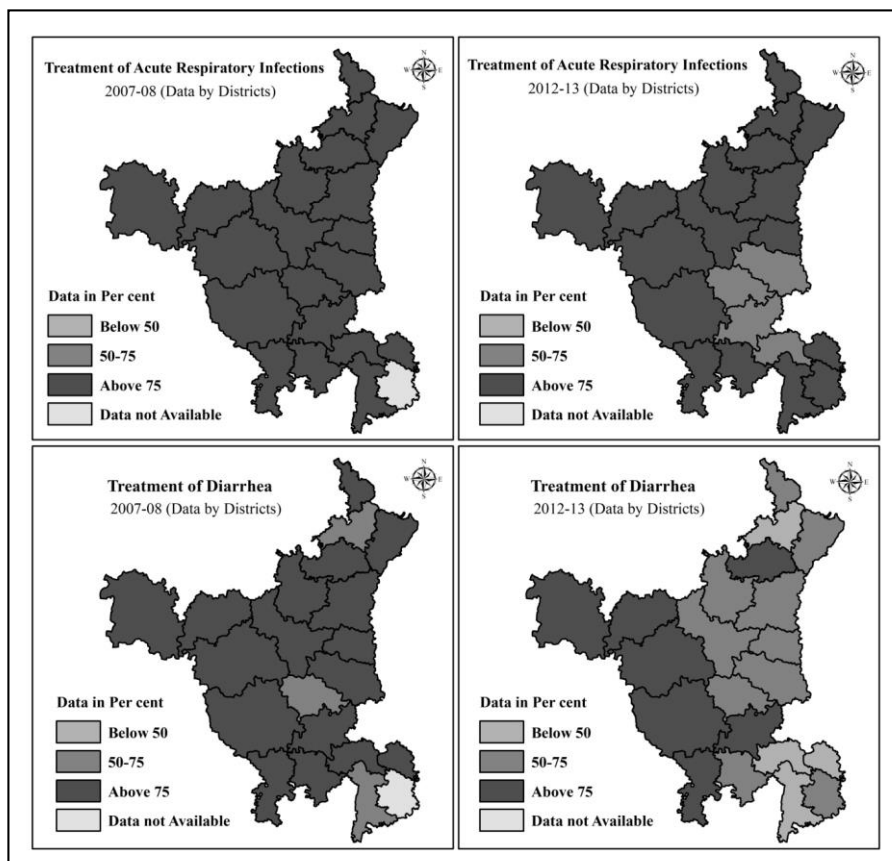 Treatment of Acute Respiratory Infections
2007-08 (Data by Districts)
N
W E
S
Data in Per cent
Below 50
50-75
Above 75
Data not Available
Treatment of Acute Respiratory Infections
2012-13 (Data by Districts)
N
W E
S
Data in Per cent
Below 50
50-75
Above 75
Data not Available
Treatment of Diarrhea
2007-08 (Data by Districts)
N
W E
S
Data in Per cent
Below 50
50-75
Above 75
Data not Available
Treatment of Diarrhea
2012-13 (Data by Districts)
N
W E
S
Data in Per cent
Below 50
50-75
Above 75
Data not Available